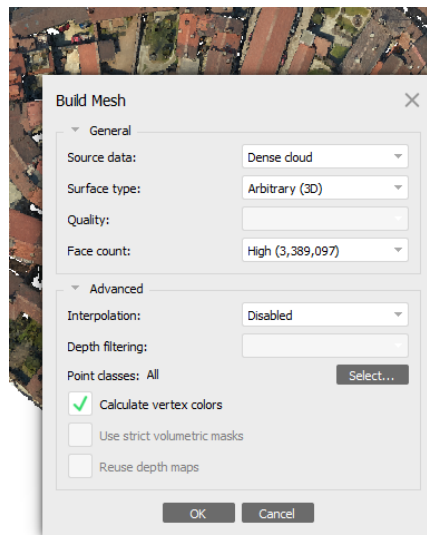 Build Mesh
General
Source data: Dense cloud
Surface type: Arbitrary (3D)
Quality:
Face count: High (3,389,097)
Advanced
Interpolation: Disabled
Depth filtering:
Point classes: All Select...
Calculate vertex colors
Use strict volumetric masks
Reuse depth maps
OK Cancel